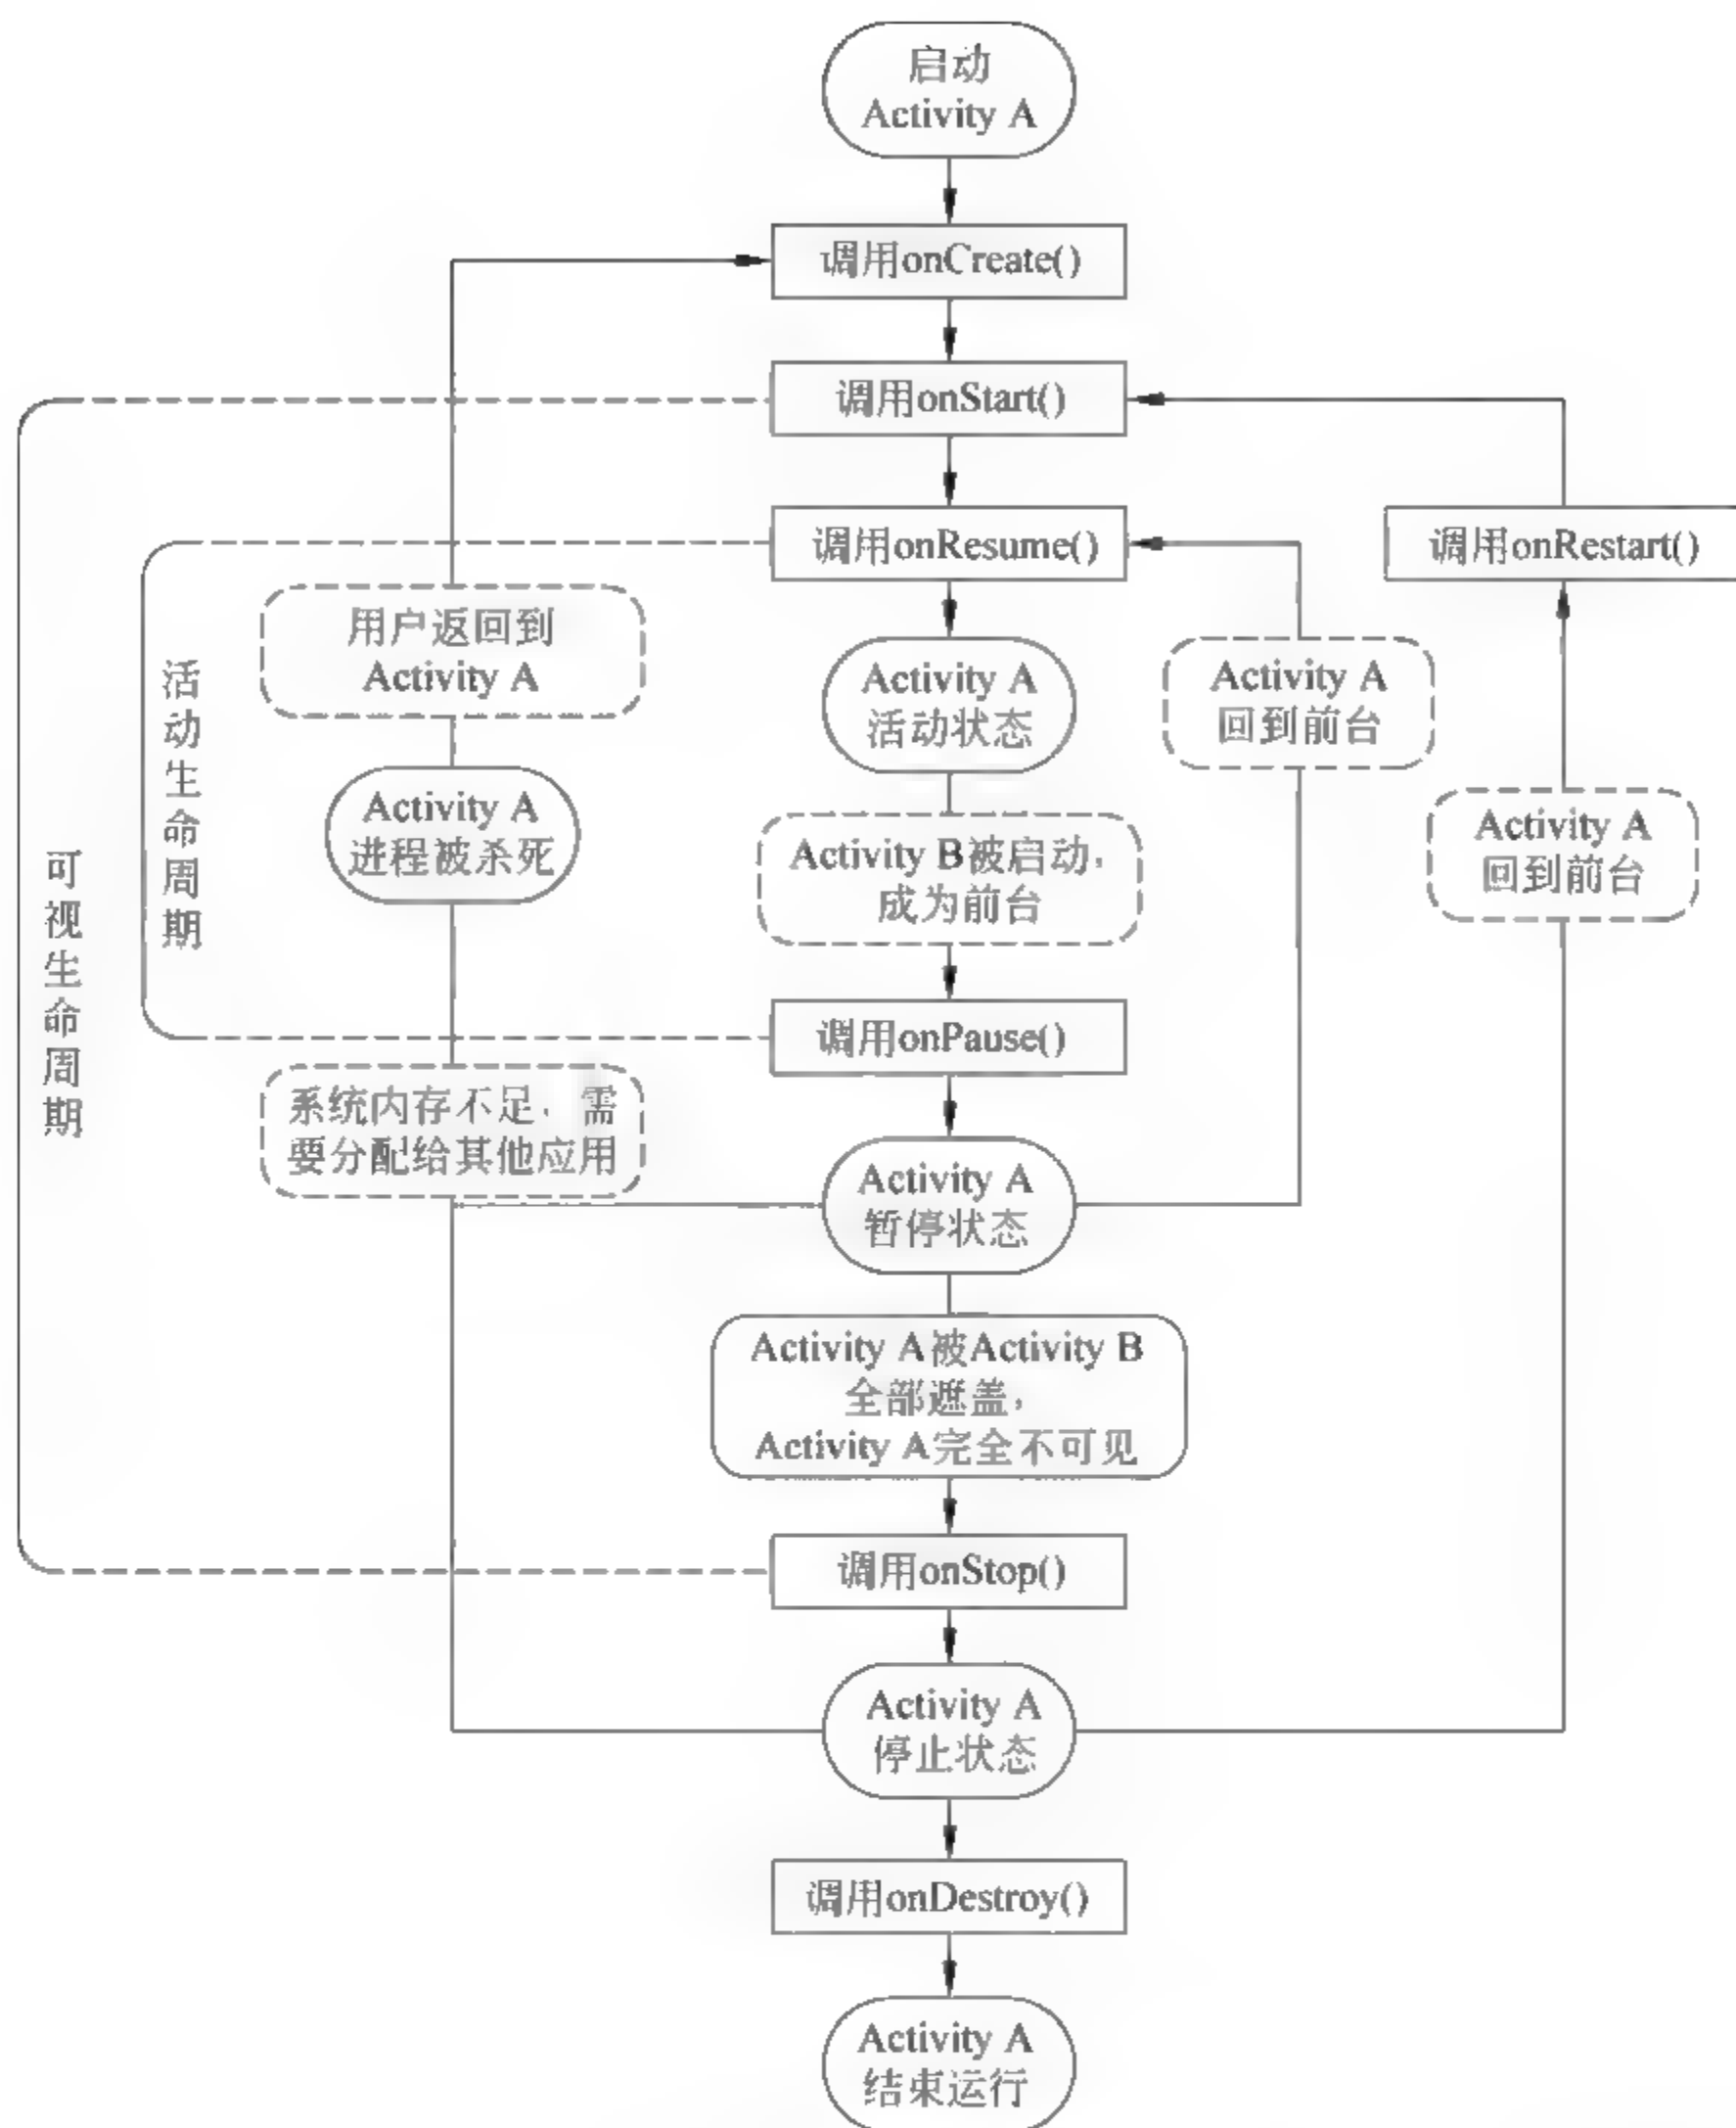 启动
Activity A
调用onCreate()
调用onStart()
调用onResume()
调用onRestart()
用户返回到
Activity A
Activity A
活动状态
Activity A
回到前台
活动生命周期
Activity A
进程被杀死
Activity B被启动,
成为前台
Activity A
回到前台
可视生命周期
调用onPause()
系统内存不足,需
要分配给其他应用
Activity A
暂停状态
Activity A被Activity B
全部遮盖,
Activity A完全不可见
调用onStop()
Activity A
停止状态
调用onDestroy()
Activity A
结束运行